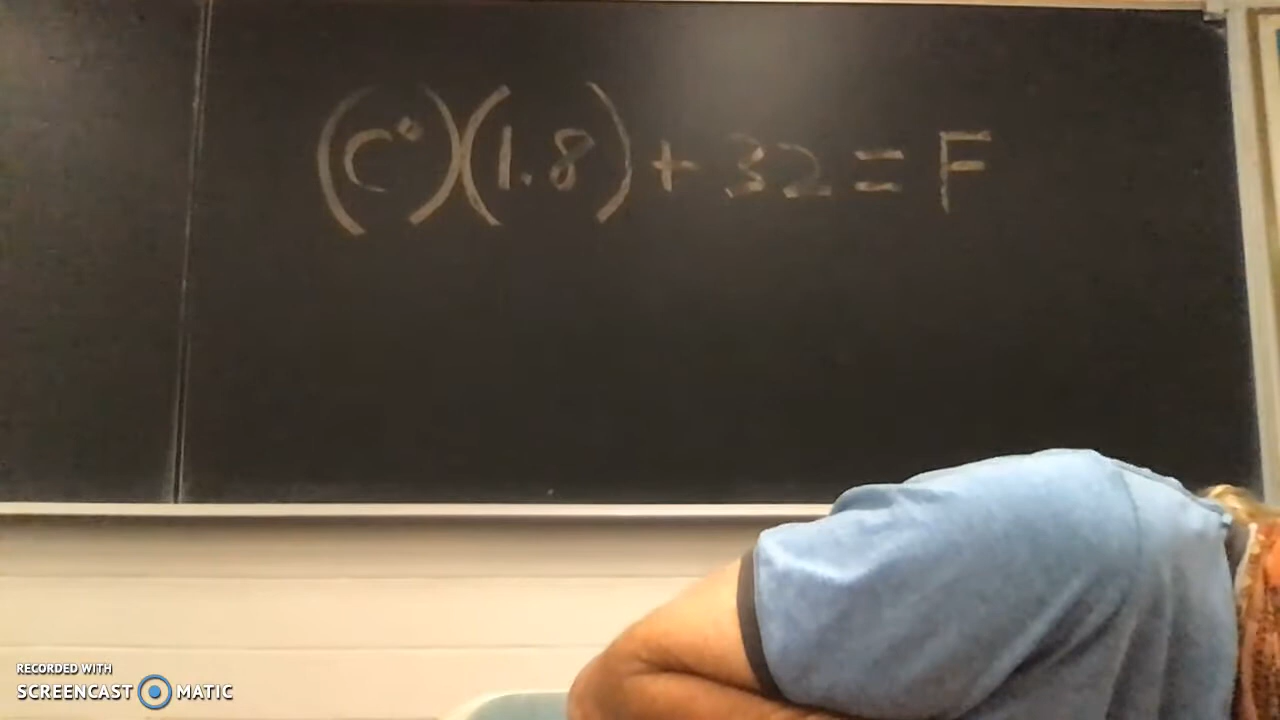 (C°)(1.8) + 32 = F
RECORDED WITH
SCREENCAST MATIC